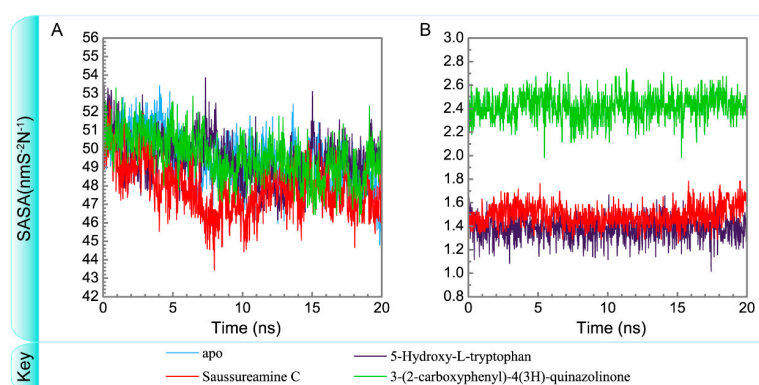 A
B
56
55
54
53
52
51
50
49
48
47
46
45
44
43
42
3.0
2.8
2.6
2.4
2.2
2.0
1.8
1.6
1.4
1.2
1.0
0.8
SASA(nmS⁻²N⁻¹)
0 5 10 15 20
0 5 10 15 20
Time (ns)
Time (ns)
Key
apo
5-Hydroxy-L-tryptophan
Saussureamine C
3-(2-carboxyphenyl)-4(3H)-quinazolinone